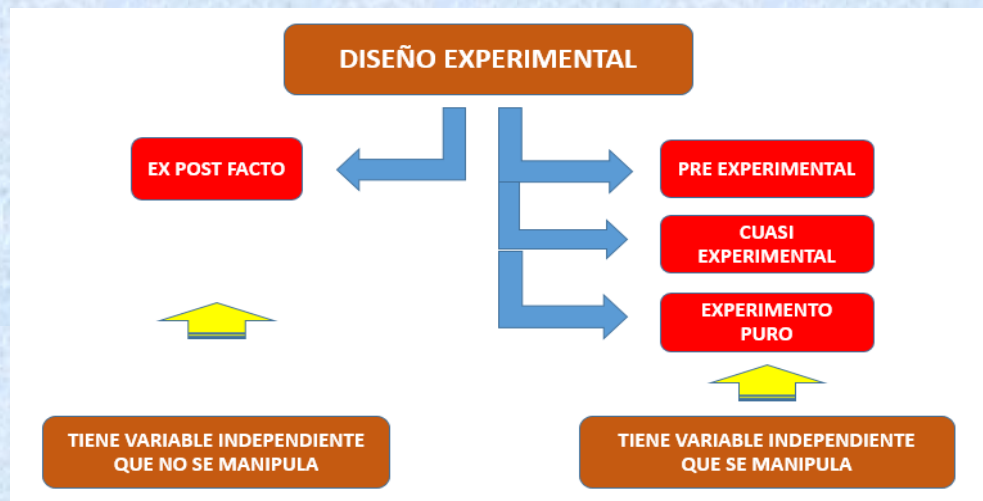 DISEÑO EXPERIMENTAL
EX POST FACTO
PRE EXPERIMENTAL
CUASI
EXPERIMENTAL
EXPERIMENTO
PURO
TIENE VARIABLE INDEPENDIENTE
QUE NO SE MANIPULA
TIENE VARIABLE INDEPENDIENTE
QUE SE MANIPULA